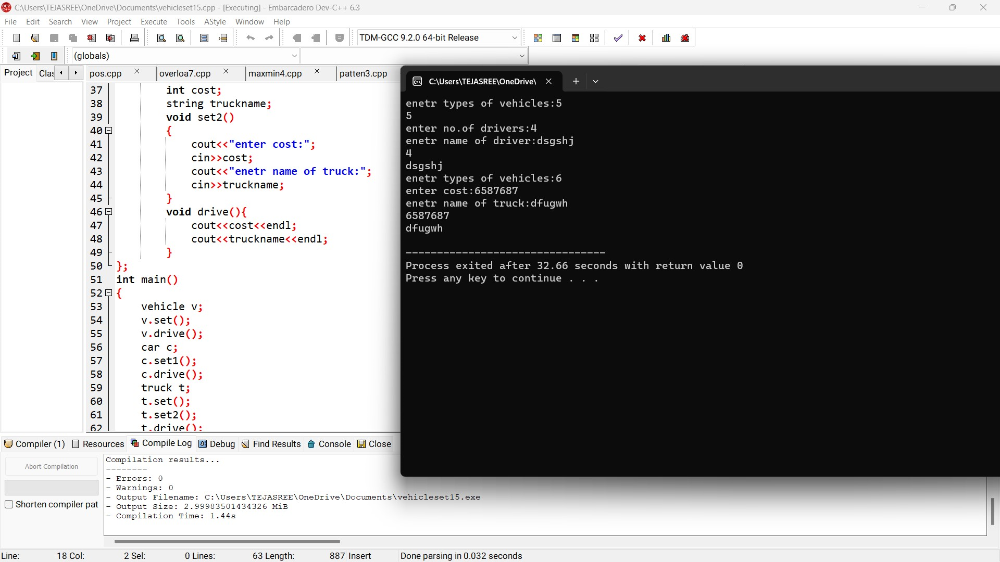 C:\Users\TEJASREE\OneDrive\Documents\vehicleset15.cpp - [Executing] - Embarcadero Dev-C++ 6.3
File Edit Search View Project Execute Tools AStyle Window Help
TDM-GCC 9.2.0 64-bit Release
(globals)
Project Clas
pos.cpp overloa7.cpp maxmin4.cpp patten3.cpp
37 int cost;
38 string truckname;
39 void set2()
40 {
41 cout<<"enter cost:";
42 cin>>cost;
43 cout<<"enetr name of truck:";
44 cin>>truckname;
45 }
46 void drive(){
47 cout<<cost<<endl;
48 cout<<truckname<<endl;
49 }
50 };
51 int main()
52 {
53 vehicle v;
54 v.set();
55 v.drive();
56 car c;
57 c.set1();
58 c.drive();
59 truck t;
60 t.set();
61 t.set2();
62 t.drive();
C:\Users\TEJASREE\OneDrive\
enetr types of vehicles:5
5
enter no.of drivers:4
enetr name of driver:dsgshj
4
dsgshj
enetr types of vehicles:6
enter cost:6587687
enetr name of truck:dfugwh
6587687
dfugwh
--------------------------------
Process exited after 32.66 seconds with return value 0
Press any key to continue . . .
Compiler (1) Resources Compile Log Debug Find Results Console Close
Abort Compilation
Shorten compiler pat
Compilation results...
--------
- Errors: 0
- Warnings: 0
- Output Filename: C:\Users\TEJASREE\OneDrive\Documents\vehicleset15.exe
- Output Size: 2.99983501434326 MiB
- Compilation Time: 1.44s
Line: 18 Col: 2 Sel: 0 Lines: 63 Length: 887 Insert Done parsing in 0.032 seconds